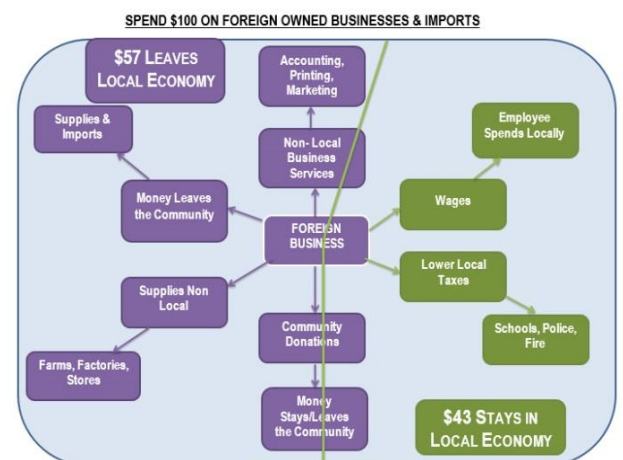 SPEND $100 ON FOREIGN OWNED BUSINESSES & IMPORTS
$57 LEAVES
LOCAL ECONOMY
Accounting,
Printing,
Marketing
Supplies &
Imports
Non- Local
Business
Services
Employee
Spends Locally
Money Leaves
the Community
Wages
FOREIGN
BUSINESS
Supplies Non
Local
Lower Local
Taxes
Community
Donations
Schools, Police,
Fire
Farms, Factories,
Stores
Money
Stays/Leaves
the Community
$43 STAYS IN
LOCAL ECONOMY